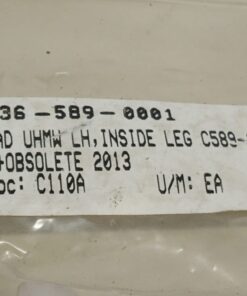 36-589-0001
AD UHMW LH,INSIDE LEG C589-
+OBSOLETE 2013
oc: C110A U/M: EA